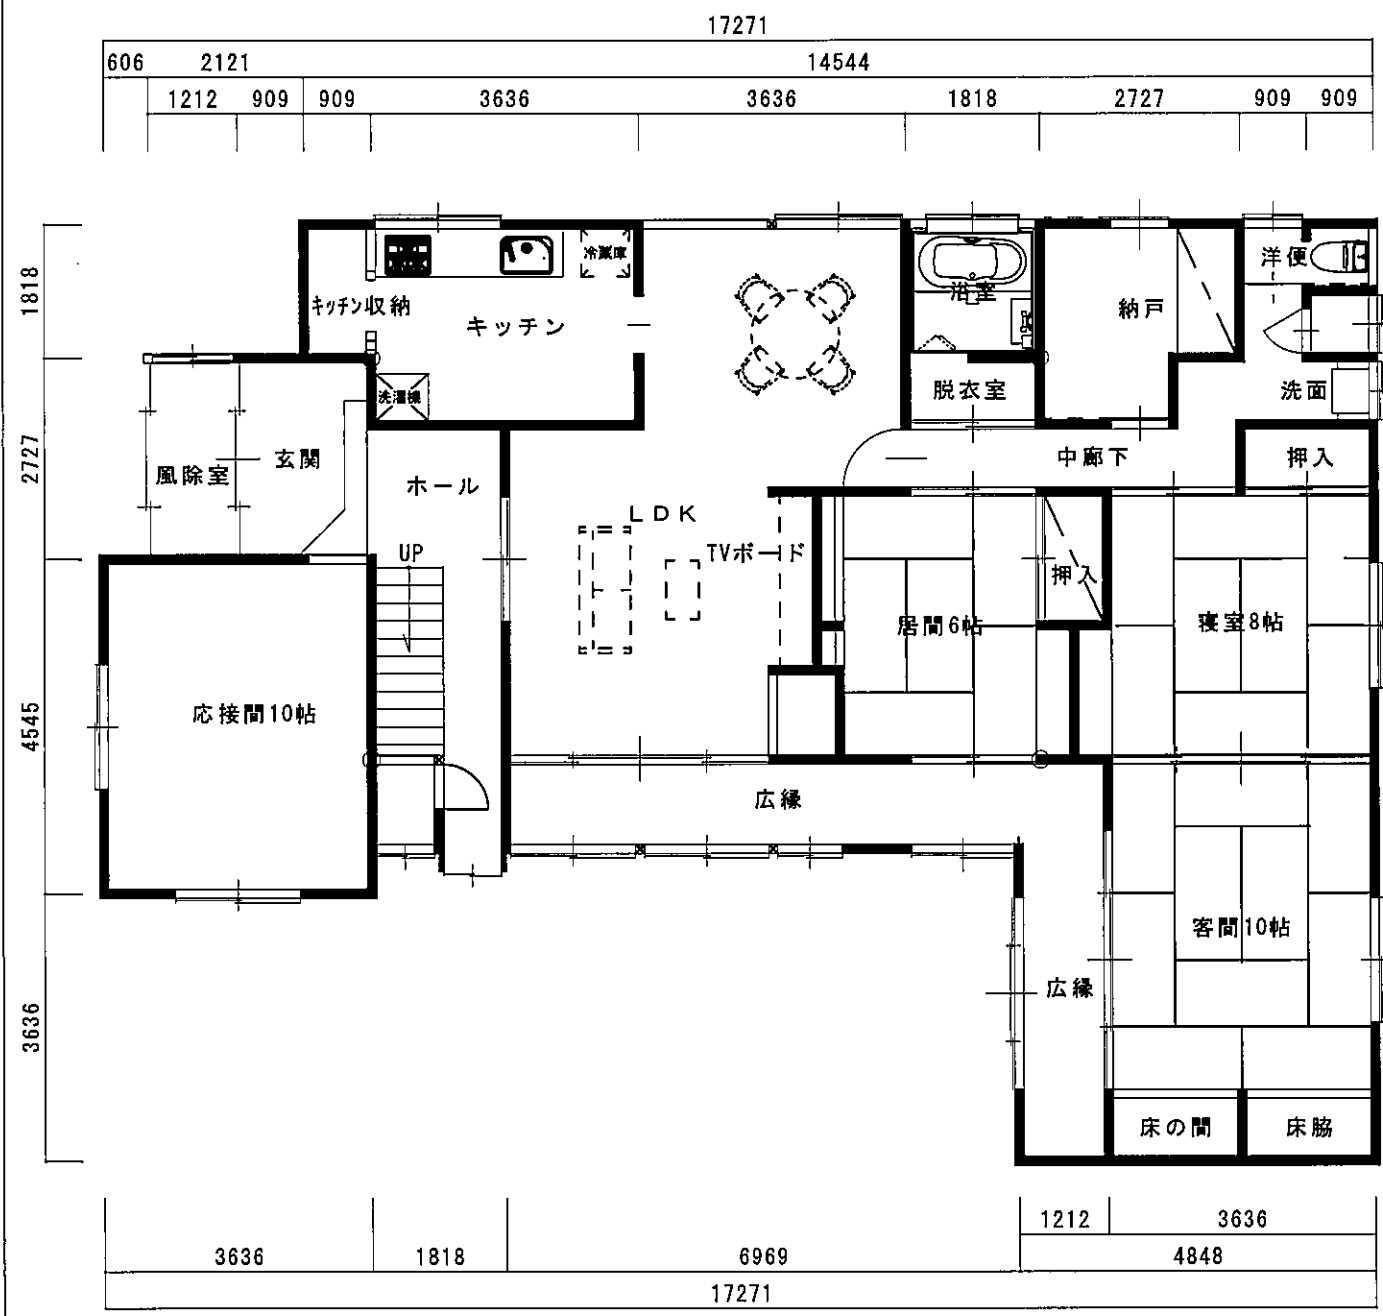 17271
606
2121
14544
1212
909
909
3636
3636
1818
2727
909
909
1818
2727
4545
3636
冷蔵庫
キッチン収納
キッチン
洗濯機
浴室
脱衣室
納戸
洋便
洗面
中廊下
押入
風除室
玄関
ホール
UP
LDK
TVボード
押入
居間6帖
寝室8帖
応接間10帖
広縁
客間10帖
広縁
床の間
床脇
1212
3636
3636
1818
6969
4848
17271